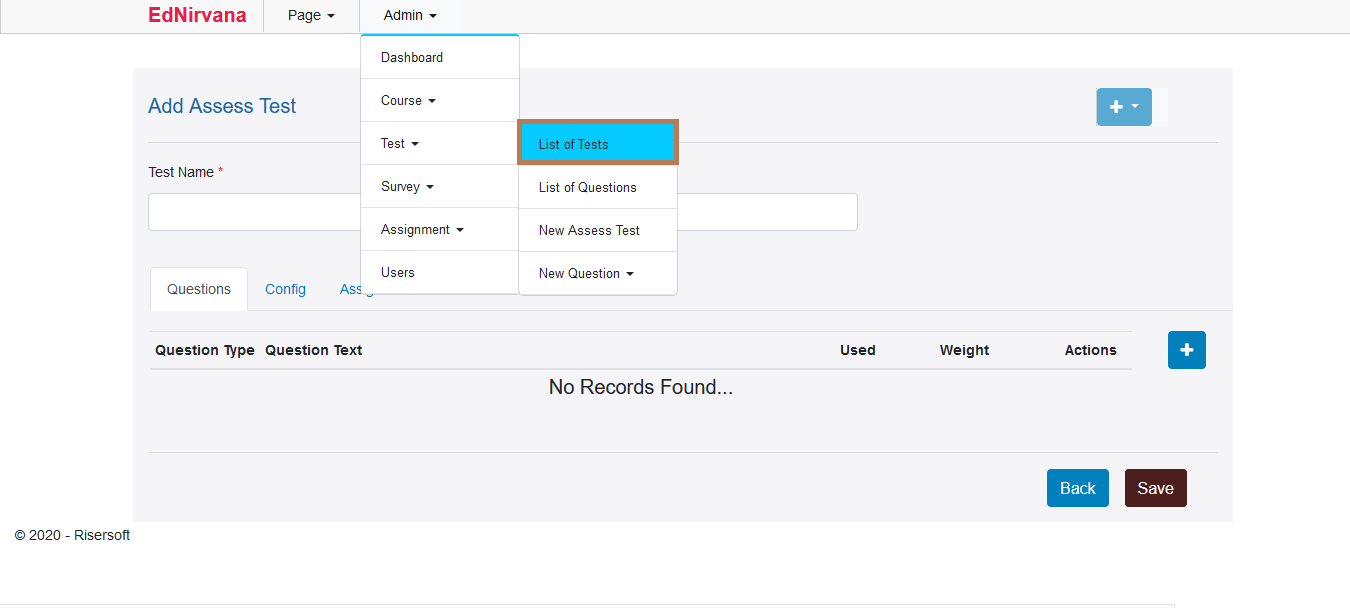 EdNirvana Page Admin
Dashboard
Course
Test
Survey
Assignment
Users
List of Tests
List of Questions
New Assess Test
New Question
Add Assess Test
Test Name *
Questions Config
Question Type Question Text Used Weight Actions
No Records Found...
Back Save
© 2020 - Risersoft